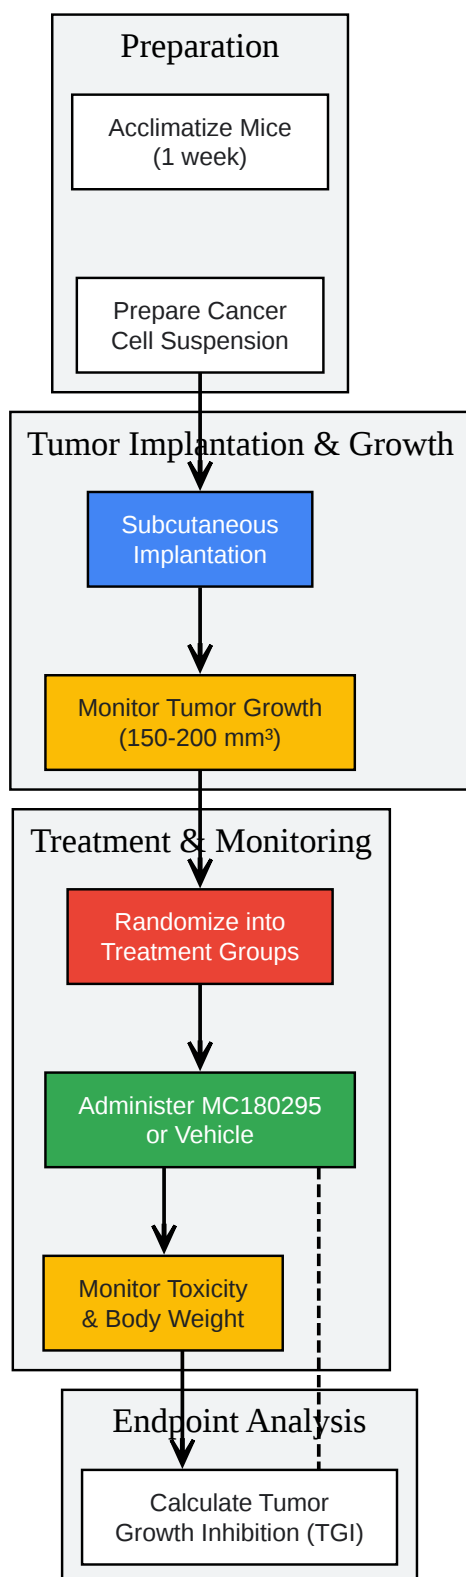 Preparation
Acclimatize Mice
(1 week)
Prepare Cancer
Cell Suspension
Tumor Implantation & Growth
Subcutaneous
Implantation
Monitor Tumor Growth
(150-200 mm³)
Treatment & Monitoring
Randomize into
Treatment Groups
Administer MC180295
or Vehicle
Monitor Toxicity
& Body Weight
Endpoint Analysis
Calculate Tumor
Growth Inhibition (TGI)